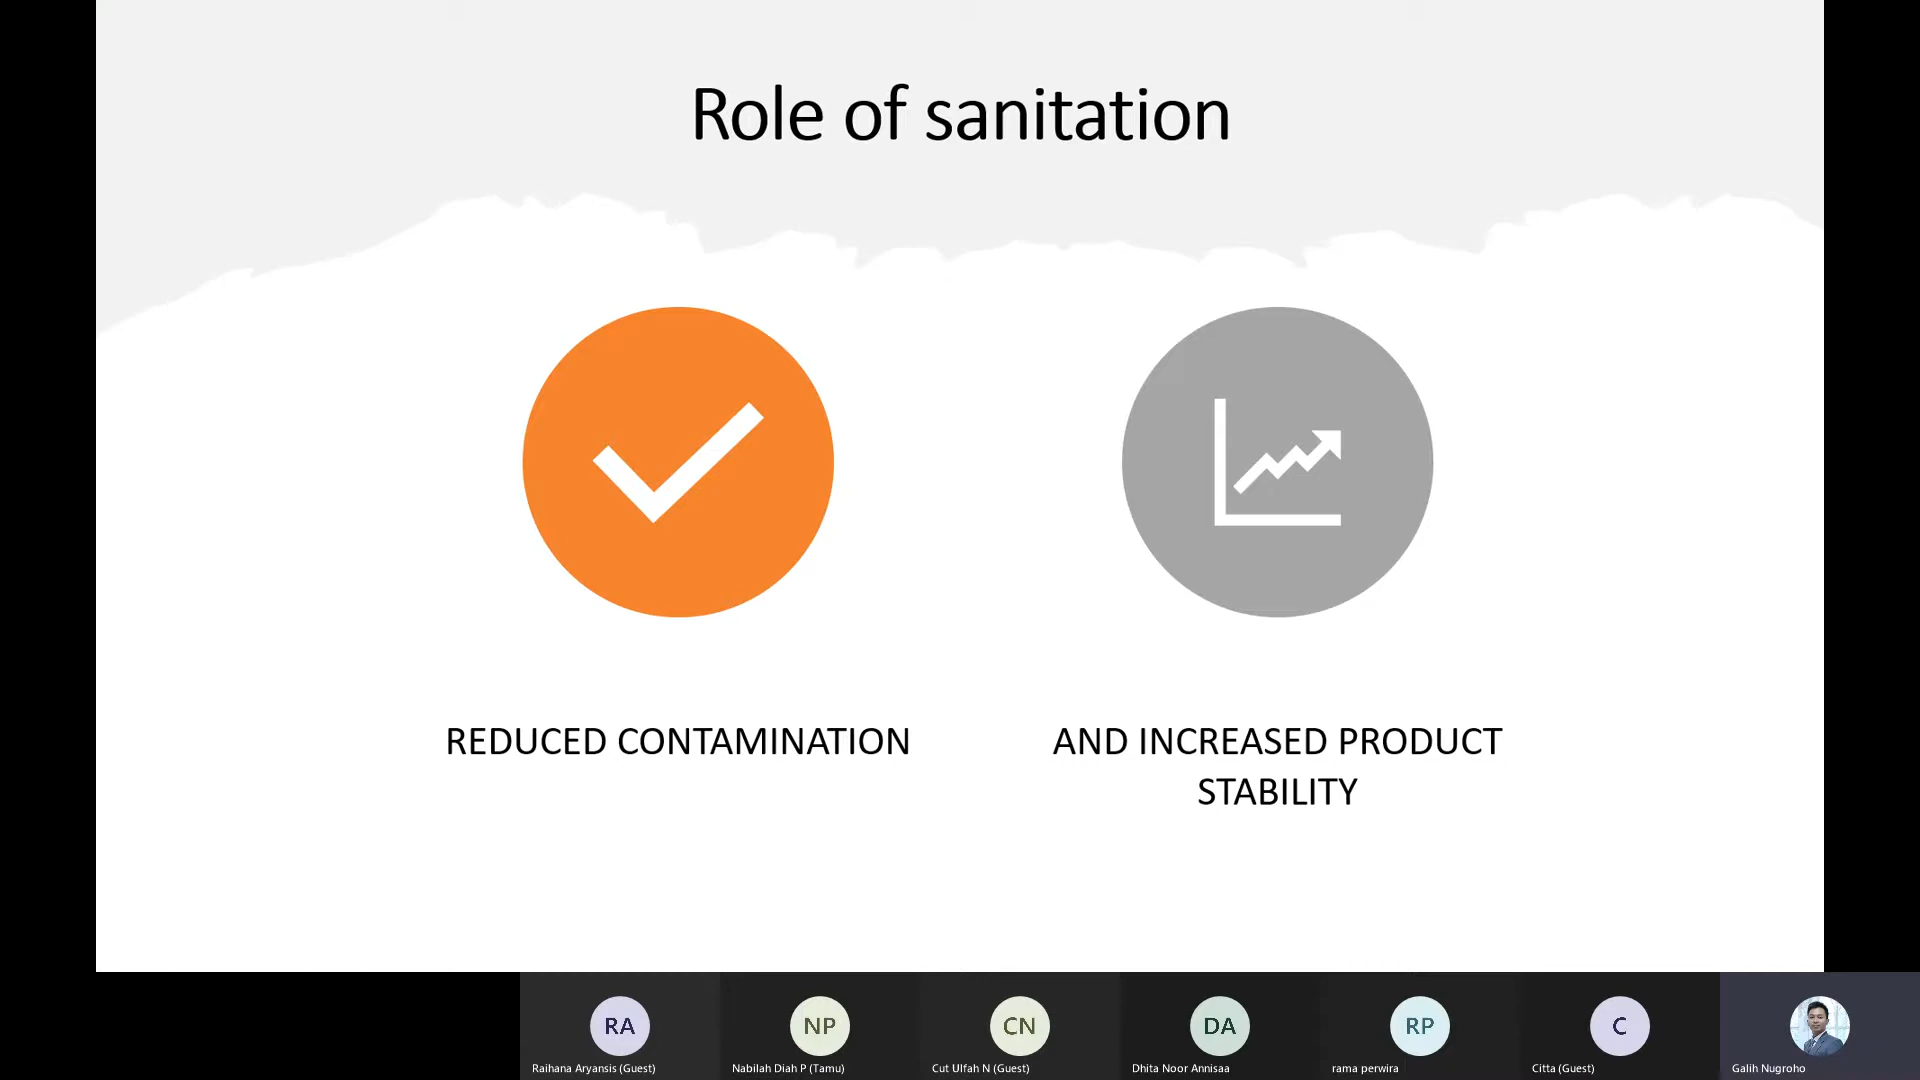 Role of sanitation
REDUCED CONTAMINATION
AND INCREASED PRODUCT
STABILITY
RA
NP
CN
DA
RP
C
Raihana Aryansis (Guest)
Nabilah Diah P (Tamu)
Cut Ulfah N (Guest)
Dhita Noor Annisaa
rama perwira
Citta (Guest)
Galih Nugroho